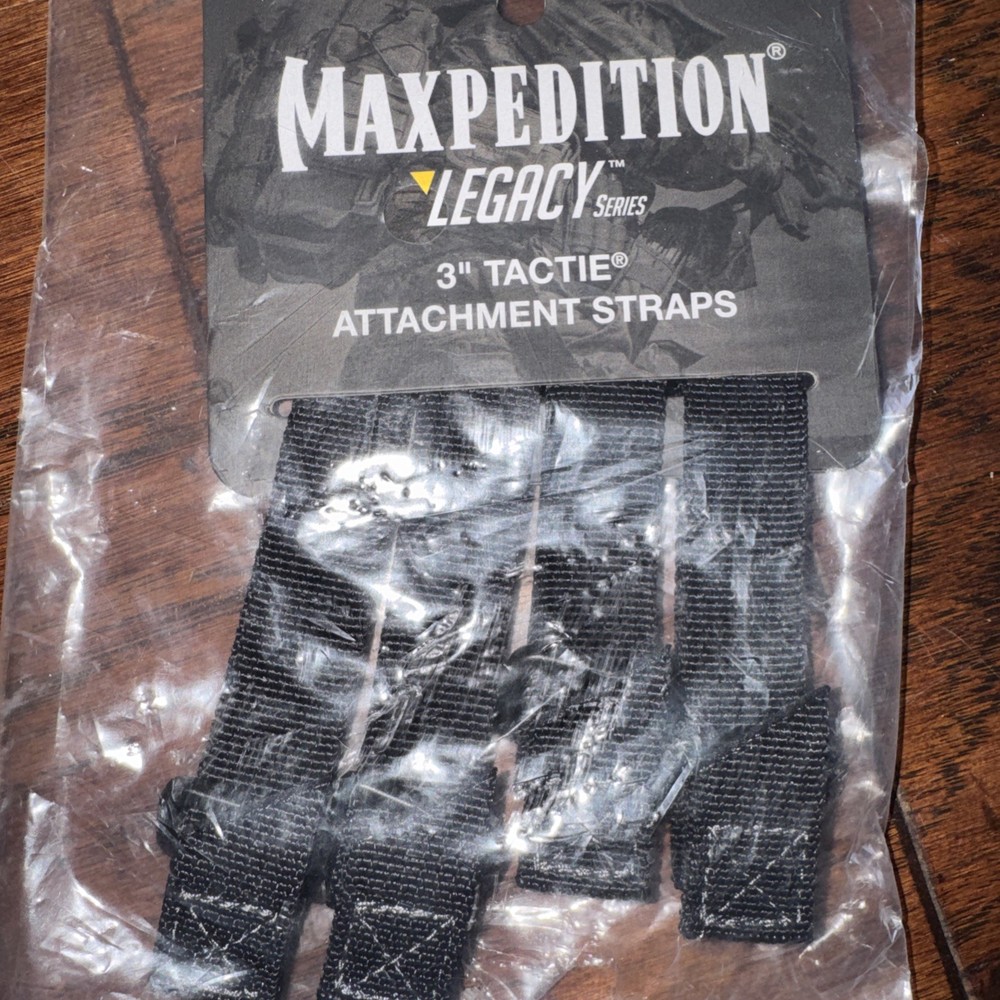 MAXPEDITION®
LEGACY™ SERIES
3" TACTIE®
ATTACHMENT STRAPS